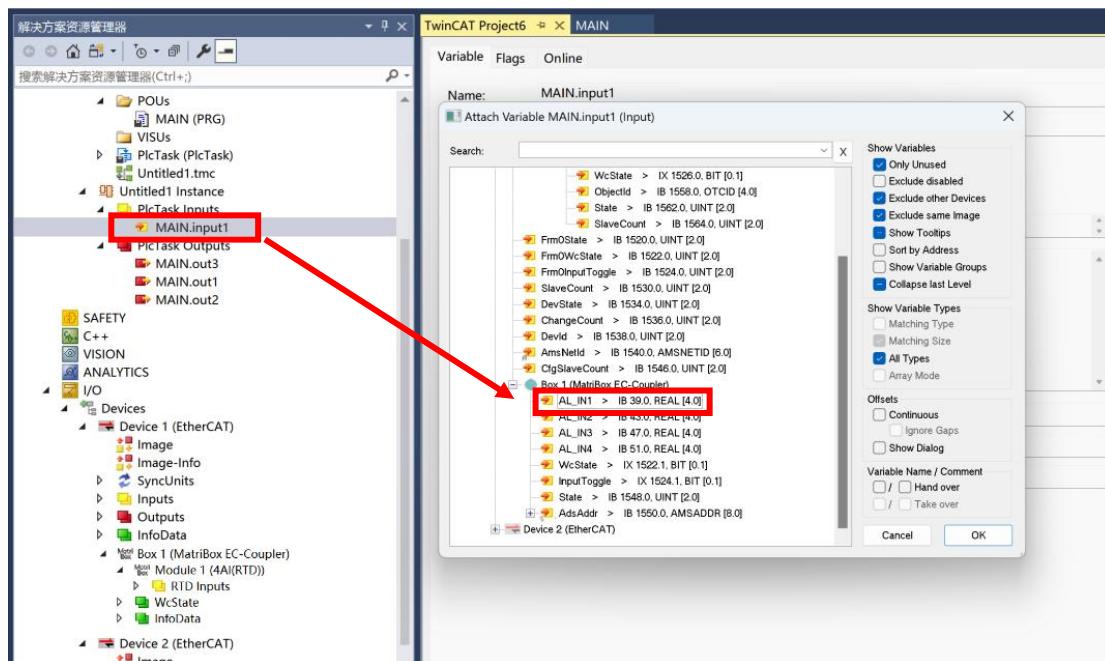 解决方案资源管理器
搜索解决方案资源管理器(Ctrl+;)
POUs
MAIN (PRG)
VISUs
PlcTask (PlcTask)
Untitled1.tmc
Untitled1 Instance
PlcTask Inputs
MAIN.input1
PlcTask Outputs
MAIN.out3
MAIN.out1
MAIN.out2
SAFETY
C++
VISION
ANALYTICS
I/O
Devices
Device 1 (EtherCAT)
Image
Image-Info
SyncUnits
Inputs
Outputs
InfoData
Box 1 (MatriBox EC-Coupler)
Module 1 (4AI(RTD))
RTD Inputs
WcState
InfoData
Device 2 (EtherCAT)
Image
TwinCAT Project6 MAIN
Variable Flags Online
Name: MAIN.input1
Attach Variable MAIN.input1 (Input)
Search: X
WcState > IX 1526.0, BIT [0.1]
ObjectId > IB 1558.0, OTCID [4.0]
State > IB 1562.0, UINT [2.0]
SlaveCount > IB 1564.0, UINT [2.0]
Frm0State > IB 1520.0, UINT [2.0]
Frm0WcState > IB 1522.0, UINT [2.0]
Frm0InputToggle > IB 1524.0, UINT [2.0]
SlaveCount > IB 1530.0, UINT [2.0]
DevState > IB 1534.0, UINT [2.0]
ChangeCount > IB 1536.0, UINT [2.0]
DevId > IB 1538.0, UINT [2.0]
AmsNetId > IB 1540.0, AMSNETID [6.0]
CfgSlaveCount > IB 1546.0, UINT [2.0]
Box 1 (MatriBox EC-Coupler)
AL_IN1 > IB 39.0, REAL [4.0]
AL_IN2 > IB 43.0, REAL [4.0]
AL_IN3 > IB 47.0, REAL [4.0]
AL_IN4 > IB 51.0, REAL [4.0]
WcState > IX 1522.1, BIT [0.1]
InputToggle > IX 1524.1, BIT [0.1]
State > IB 1548.0, UINT [2.0]
AdsAddr > IB 1550.0, AMSADDR [8.0]
Device 2 (EtherCAT)
Show Variables
Only Unused
Exclude disabled
Exclude other Devices
Exclude same Image
Show Tooltips
Sort by Address
Show Variable Groups
Collapse last Level
Show Variable Types
Matching Type
Matching Size
All Types
Array Mode
Offsets
Continuous
Ignore Gaps
Show Dialog
Variable Name / Comment
/ Hand over
/ Take over
Cancel OK